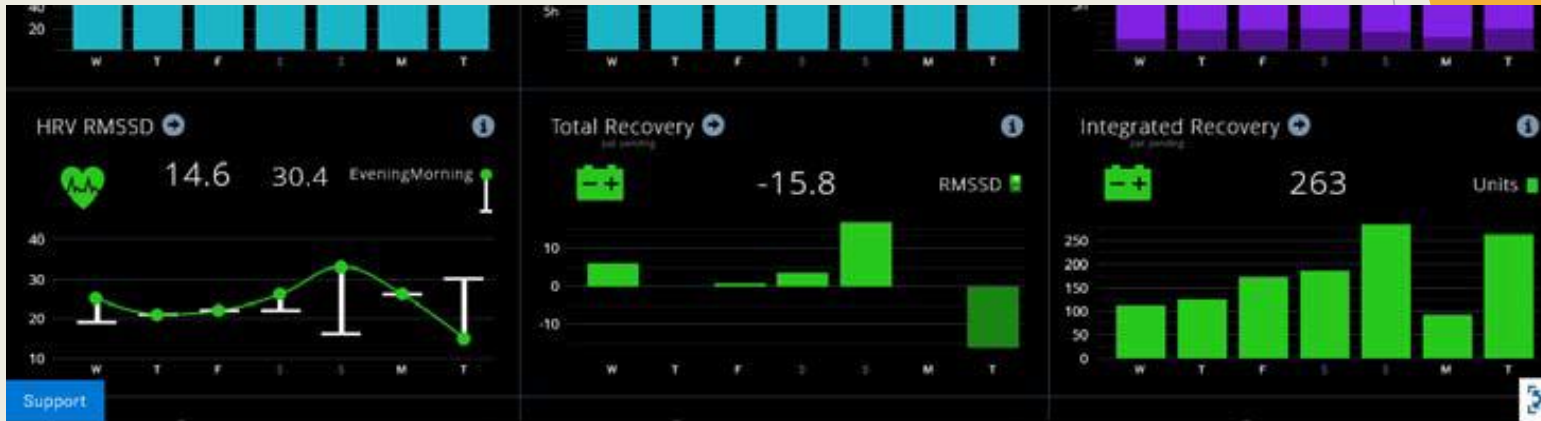 40
20
W T F S S M T
5h
W T F S S M T
5h
W T F S S M T
HRV RMSSD
14.6 30.4 EveningMorning
40
30
20
10
W T F S S M T
Total Recovery
-15.8 RMSSD
10
0
-10
W T F S S M T
Integrated Recovery
263 Units
250
200
150
100
50
0
W T F S S M T
Support